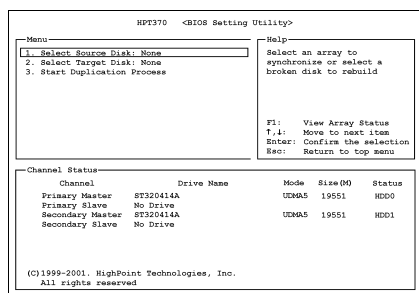 HPT370 <BIOS Setting Utility>
Menu
1. Select Source Disk: None
2. Select Target Disk: None
3. Start Duplication Process
Help
Select an array to
synchronize or select a
broken disk to rebuild
F1: View Array Status
↑,↓: Move to next item
Enter: Confirm the selection
Esc: Return to top menu
Channel Status
Channel Drive Name Mode Size(M) Status
Primary Master ST320414A UDMA5 19551 HDD0
Primary Slave No Drive
Secondary Master ST320414A UDMA5 19551 HDD1
Secondary Slave No Drive
(C)1999-2001. HighPoint Technologies, Inc.
All rights reserved